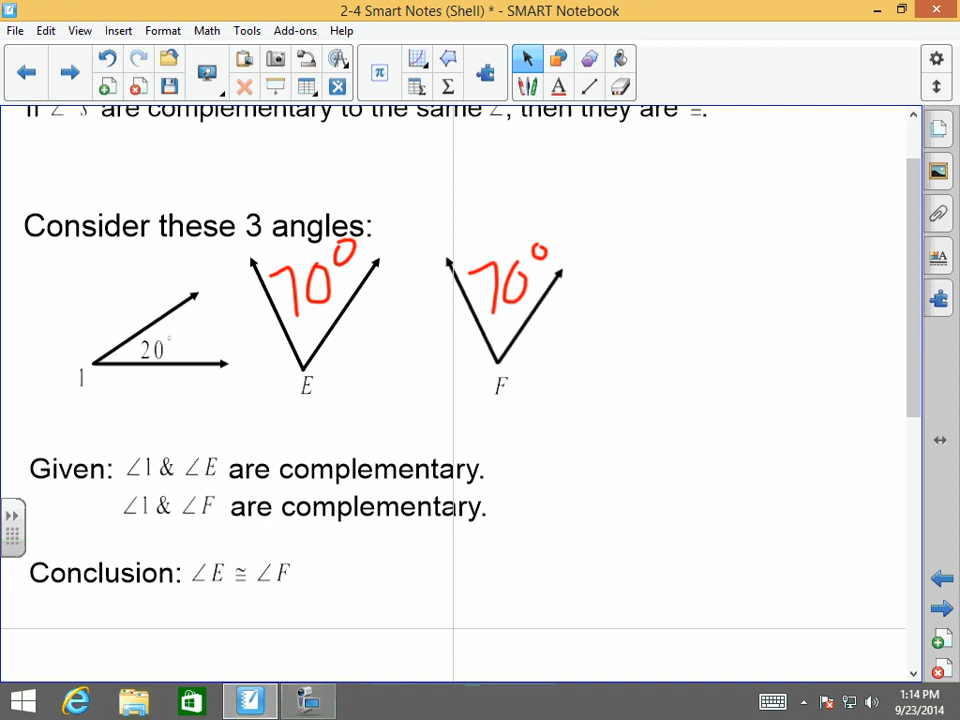 2-4 Smart Notes (Shell) * - SMART Notebook
File Edit View Insert Format Math Tools Add-ons Help
If ∠'s are complementary to the same ∠, then they are ≅.
Consider these 3 angles:
70° 70°
20°
1 E F
Given: ∠1 & ∠E are complementary.
∠1 & ∠F are complementary.
Conclusion: ∠E ≅ ∠F
1:14 PM
9/23/2014